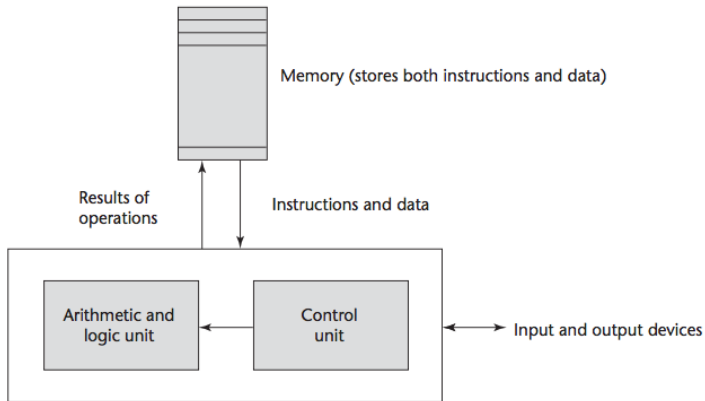 Memory (stores both instructions and data)
Results of
operations
Instructions and data
Arithmetic and
logic unit
Control
unit
Input and output devices